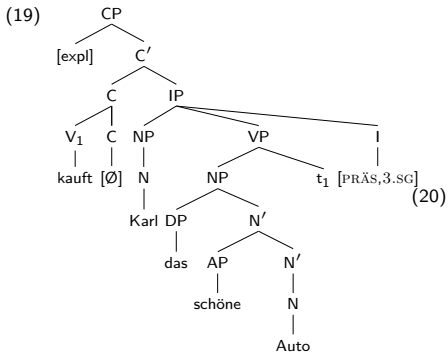 (19) CP
[expl] C′
C IP
V₁ C NP VP I
kauft [Ø] N NP t₁ [PRÄS,3.SG]
(20)
Karl DP N′
das AP N′
schöne N
Auto